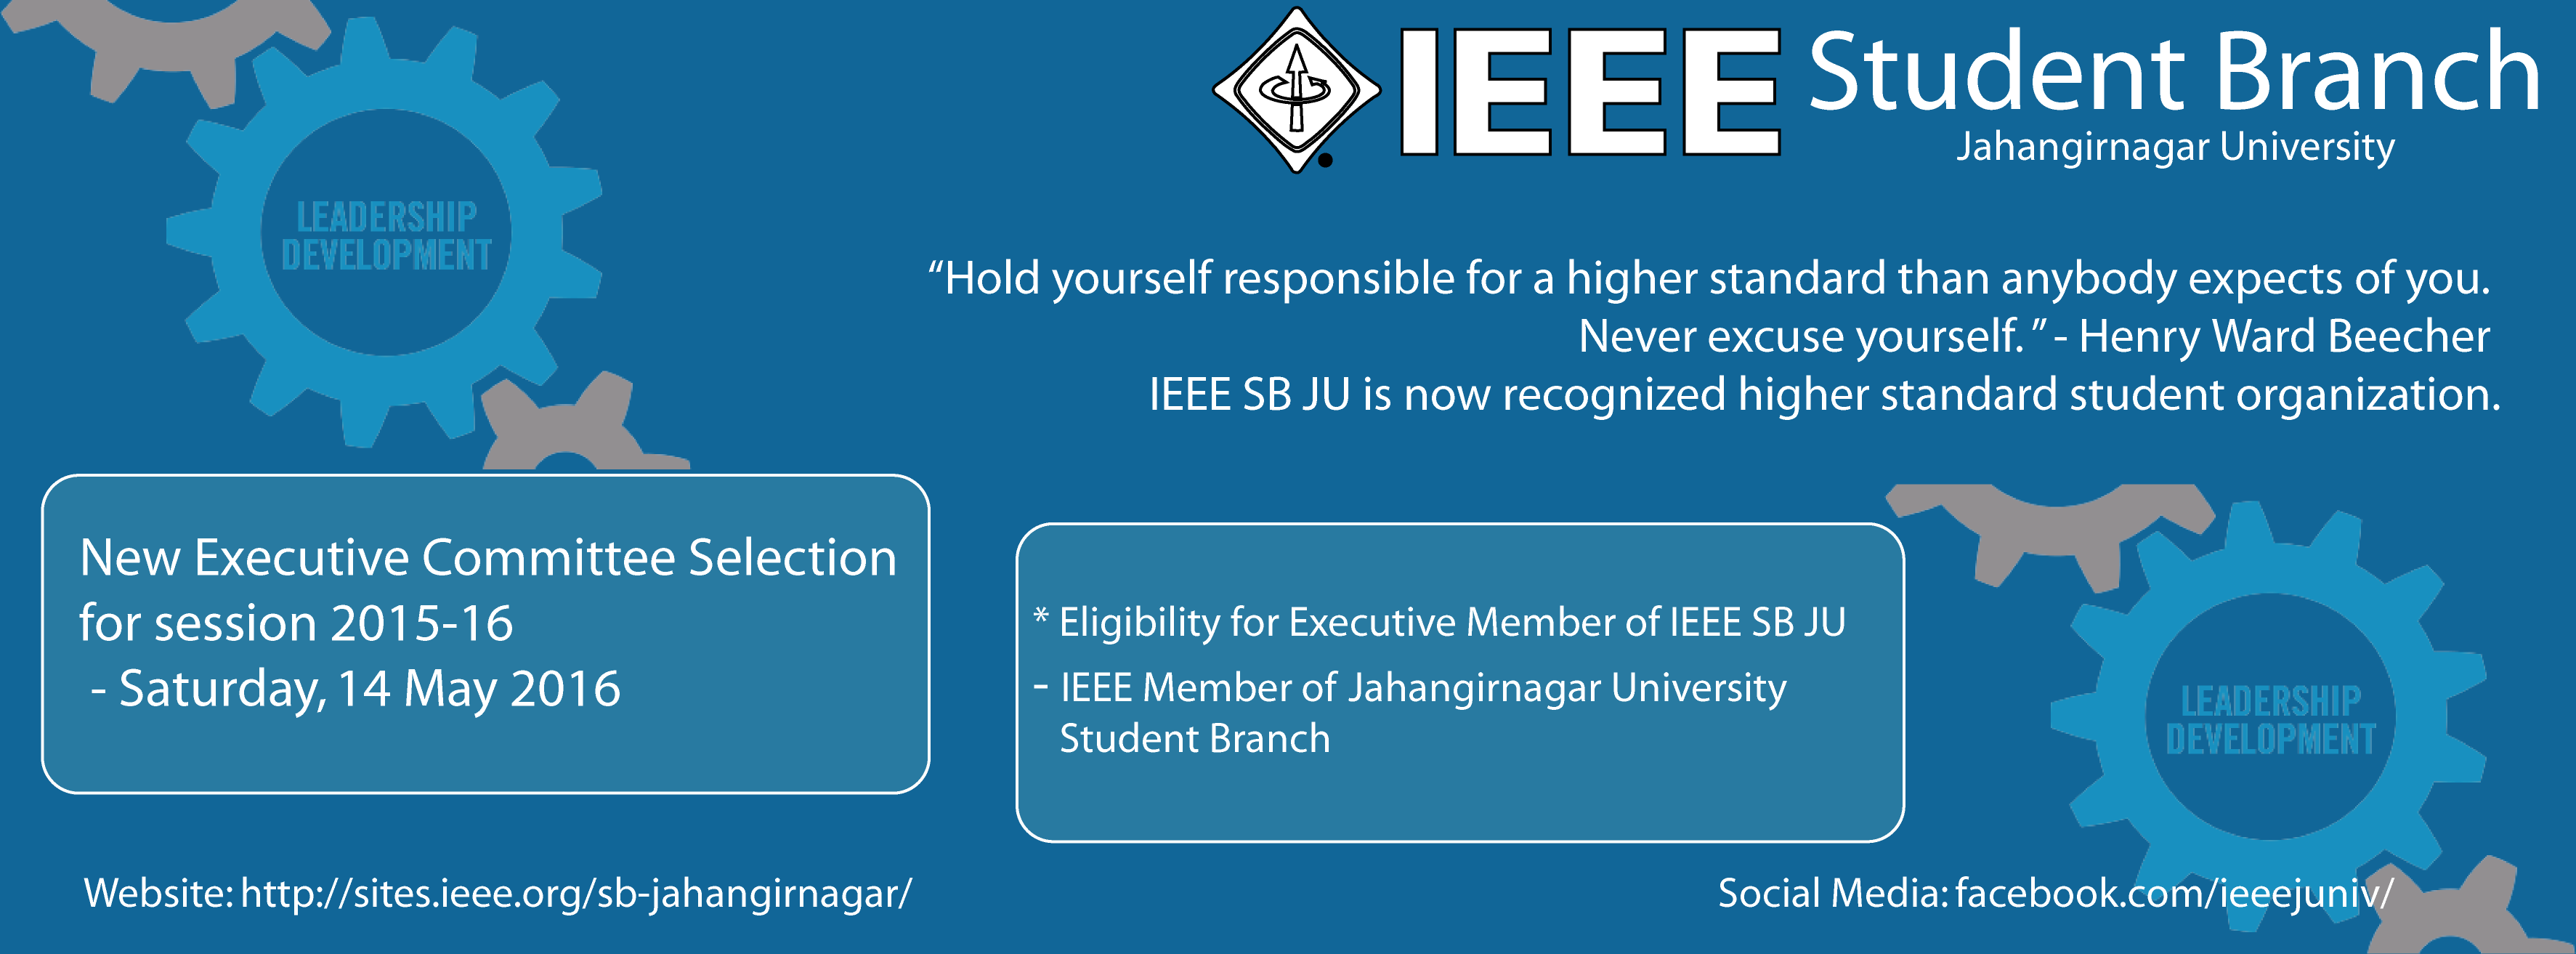 IEEE Student Branch
Jahangirnagar University
LEADERSHIP
DEVELOPMENT
“Hold yourself responsible for a higher standard than anybody expects of you.
Never excuse yourself. ” - Henry Ward Beecher
IEEE SB JU is now recognized higher standard student organization.
New Executive Committee Selection
for session 2015-16
- Saturday, 14 May 2016
* Eligibility for Executive Member of IEEE SB JU
- IEEE Member of Jahangirnagar University
Student Branch
LEADERSHIP
DEVELOPMENT
Website: http://sites.ieee.org/sb-jahangirnagar/
Social Media: facebook.com/ieeejuniv/